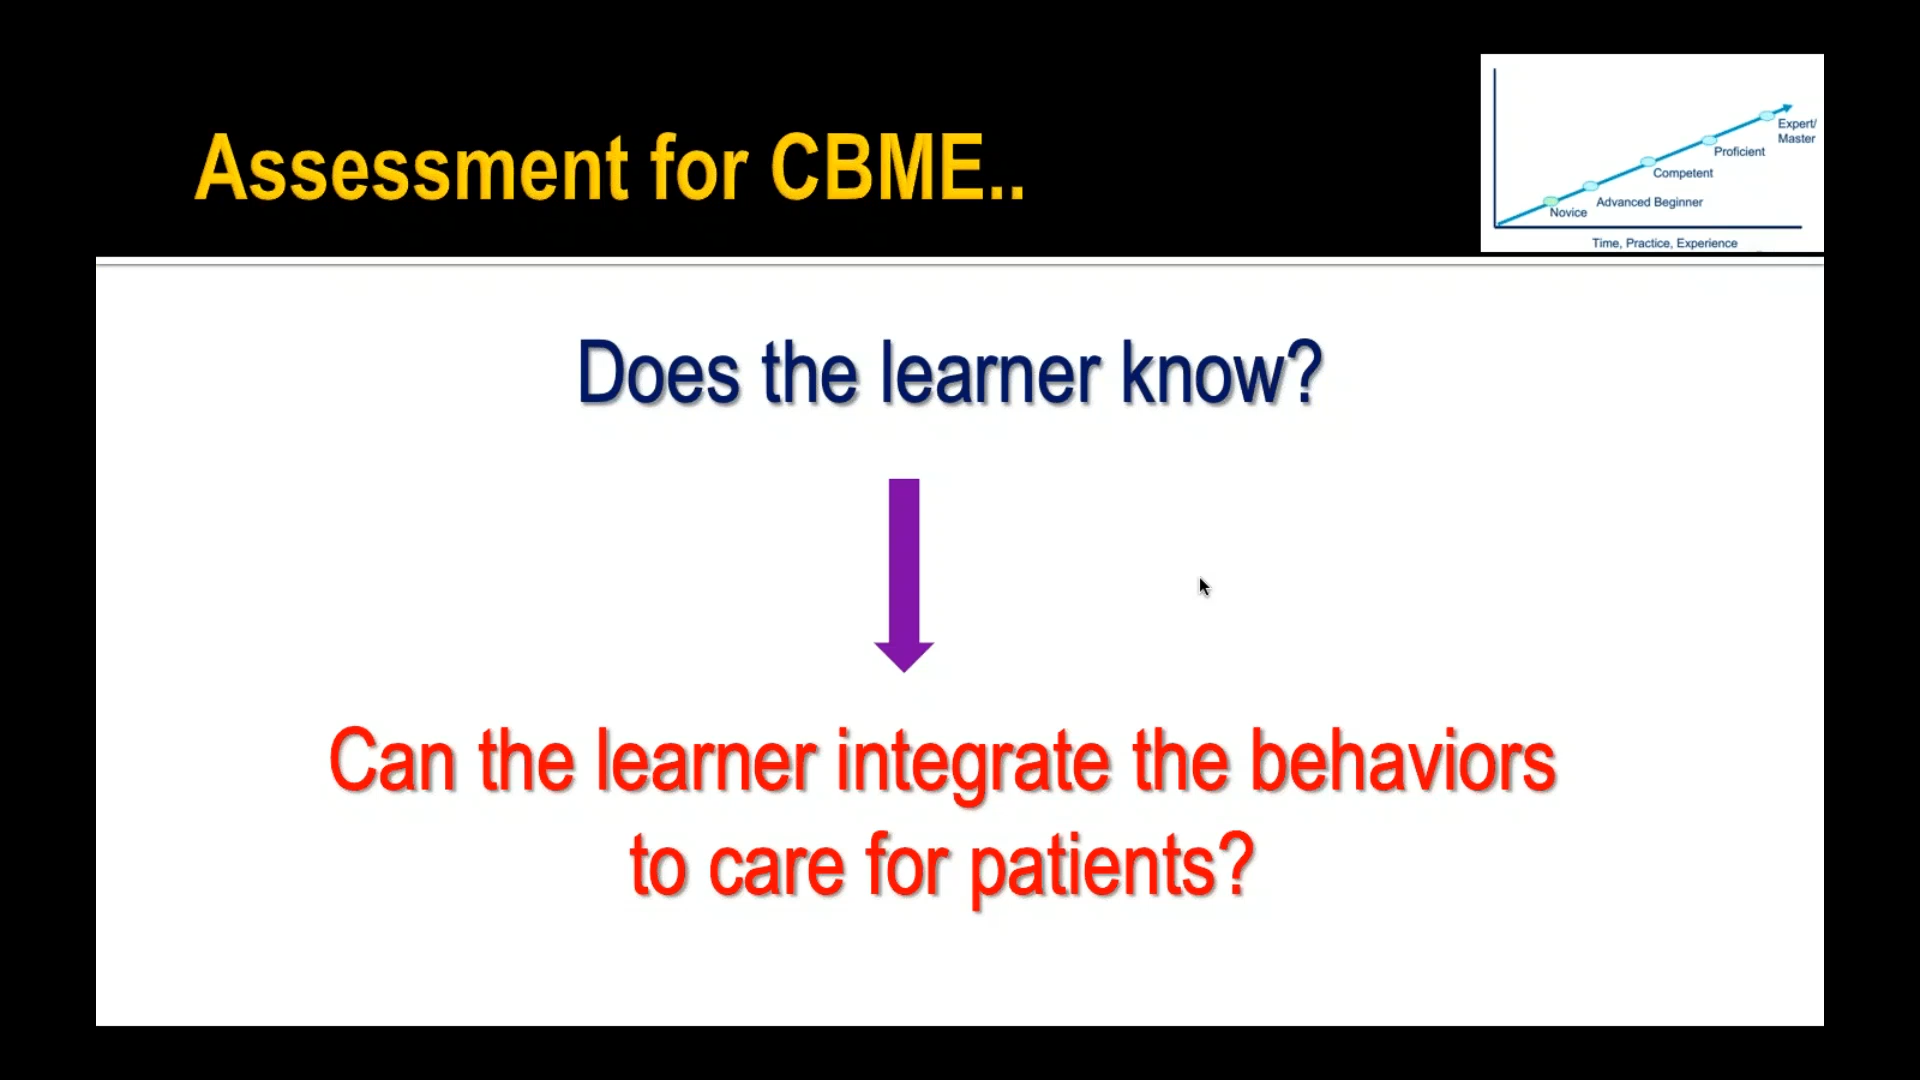 Assessment for CBME..
Expert/
Master
Proficient
Competent
Advanced Beginner
Novice
Time, Practice, Experience
Does the learner know?
Can the learner integrate the behaviors
to care for patients?